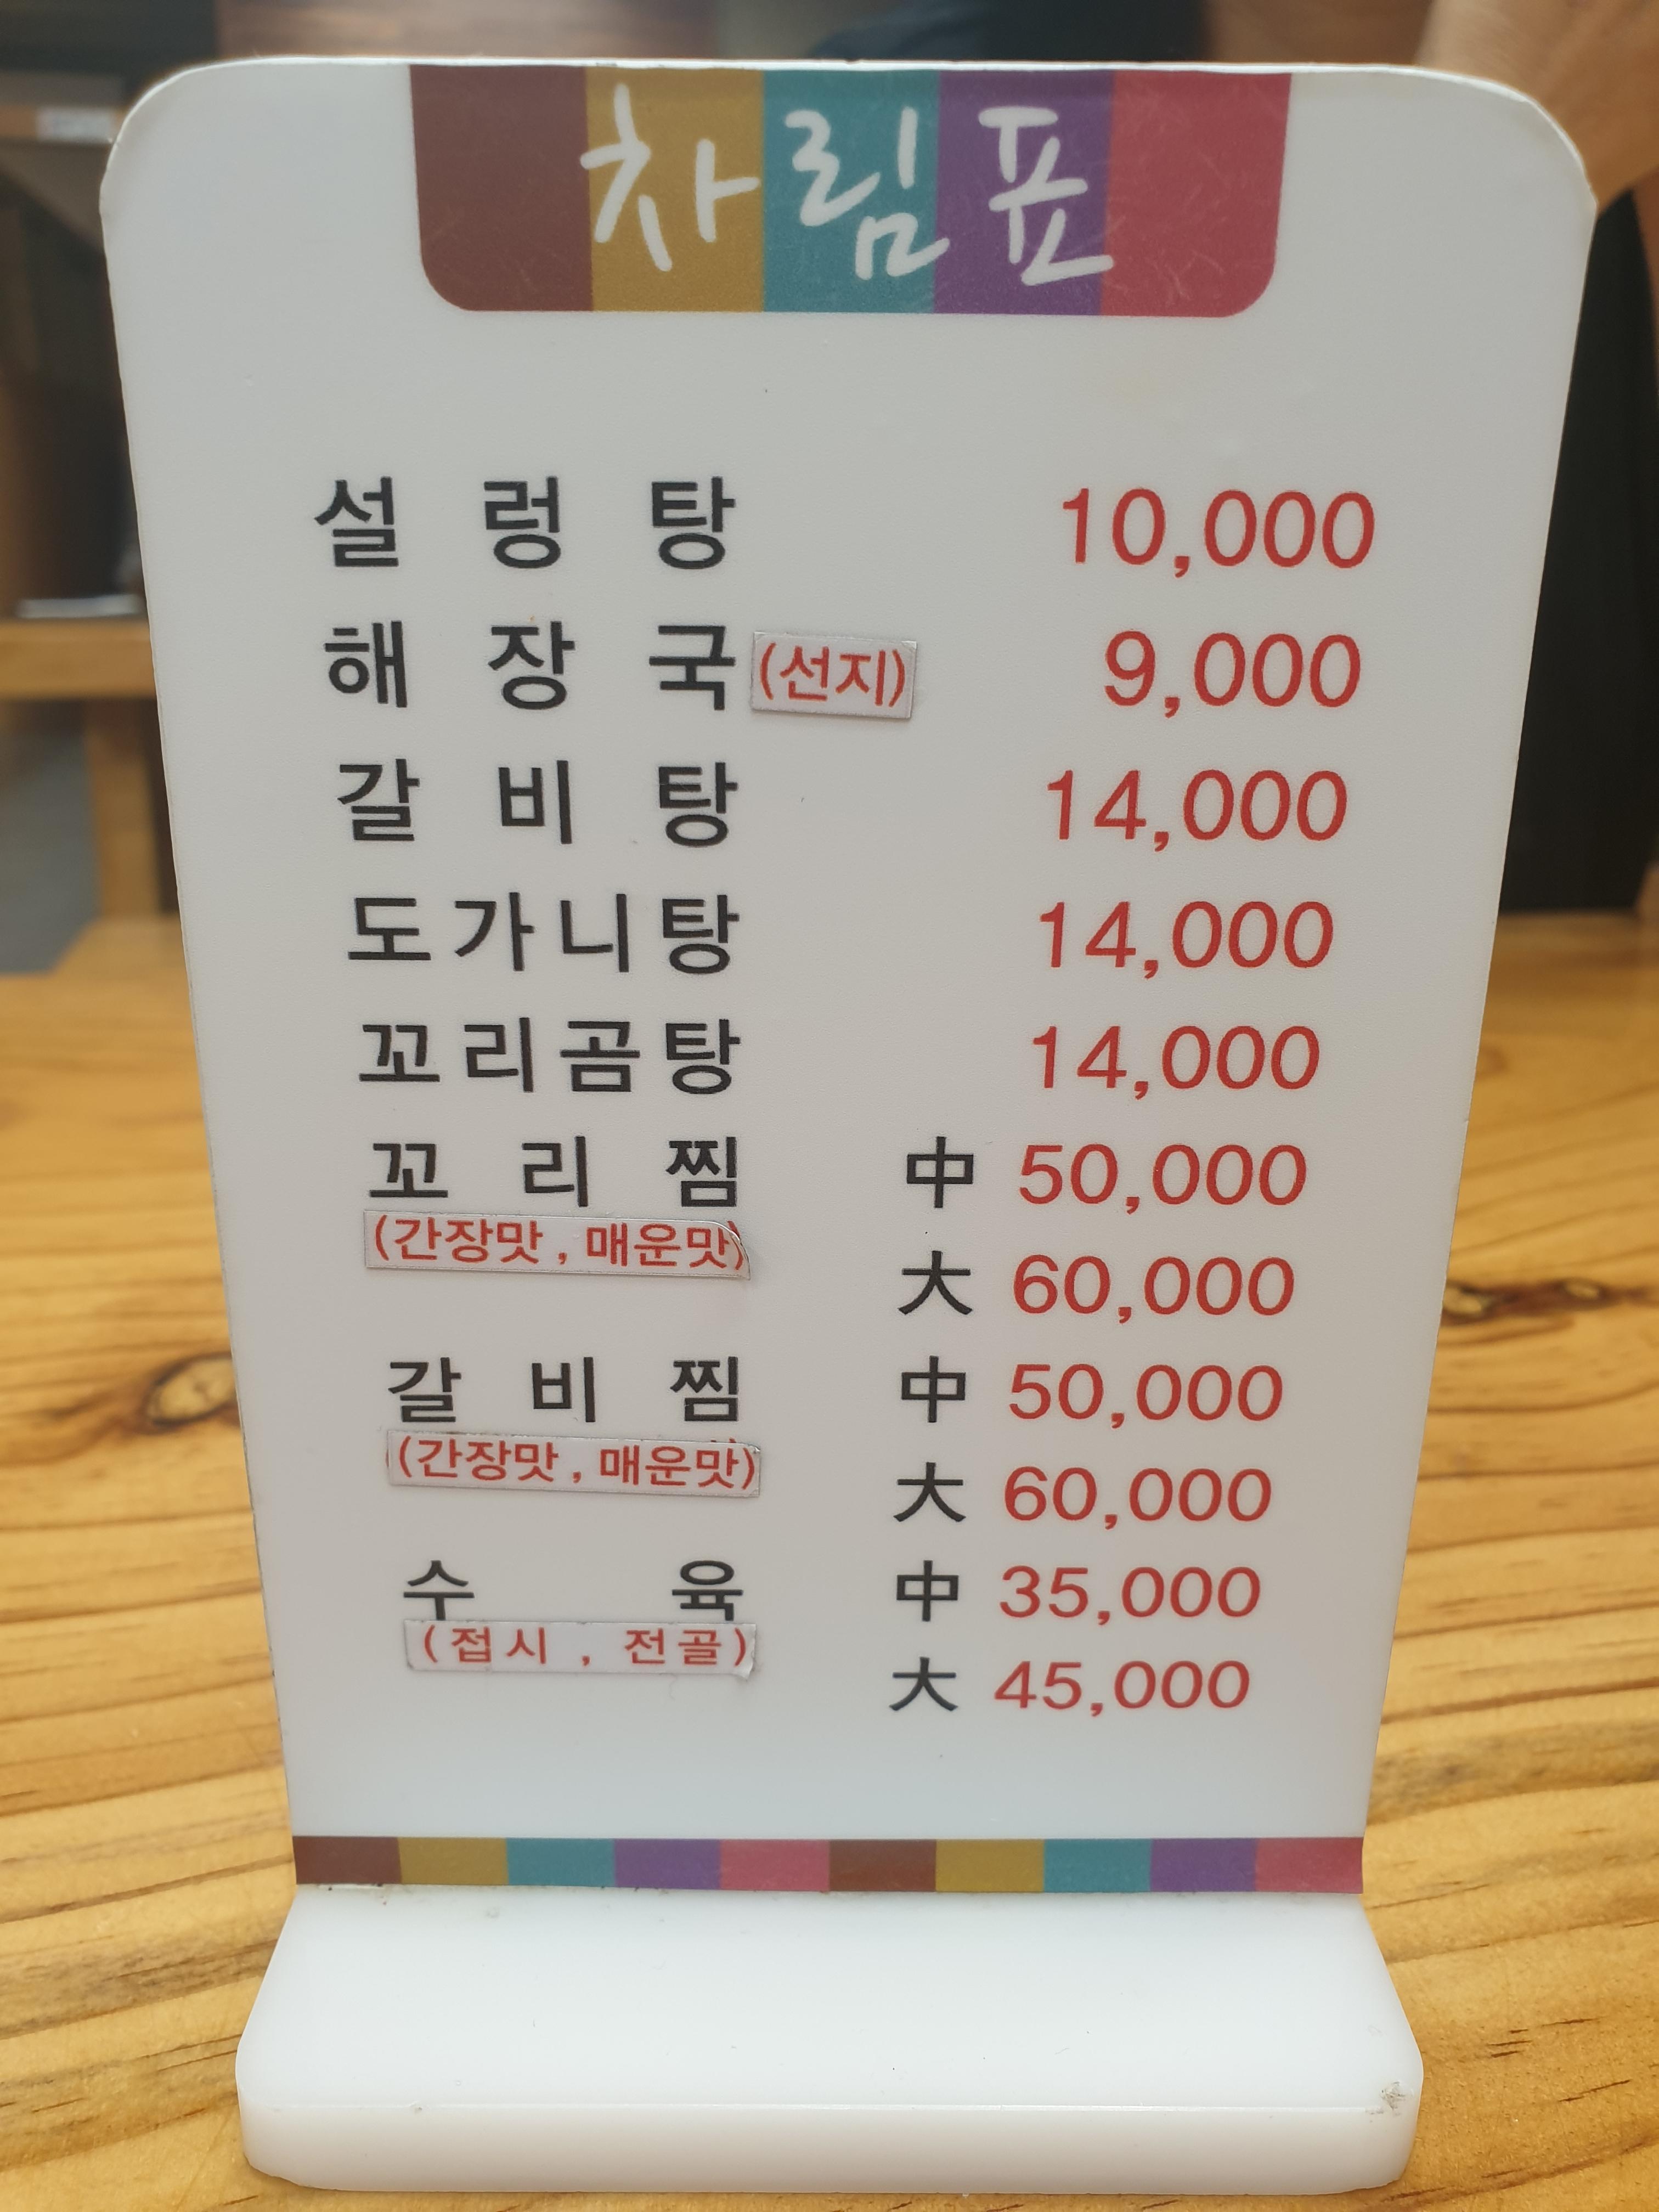 차림표
설렁탕 10,000
해장국(선지) 9,000
갈비탕 14,000
도가니탕 14,000
꼬리곰탕 14,000
꼬리찜 中 50,000
(간장맛, 매운맛)
大 60,000
갈비찜 中 50,000
(간장맛, 매운맛)
大 60,000
수육 中 35,000
(접시, 전골)
大 45,000